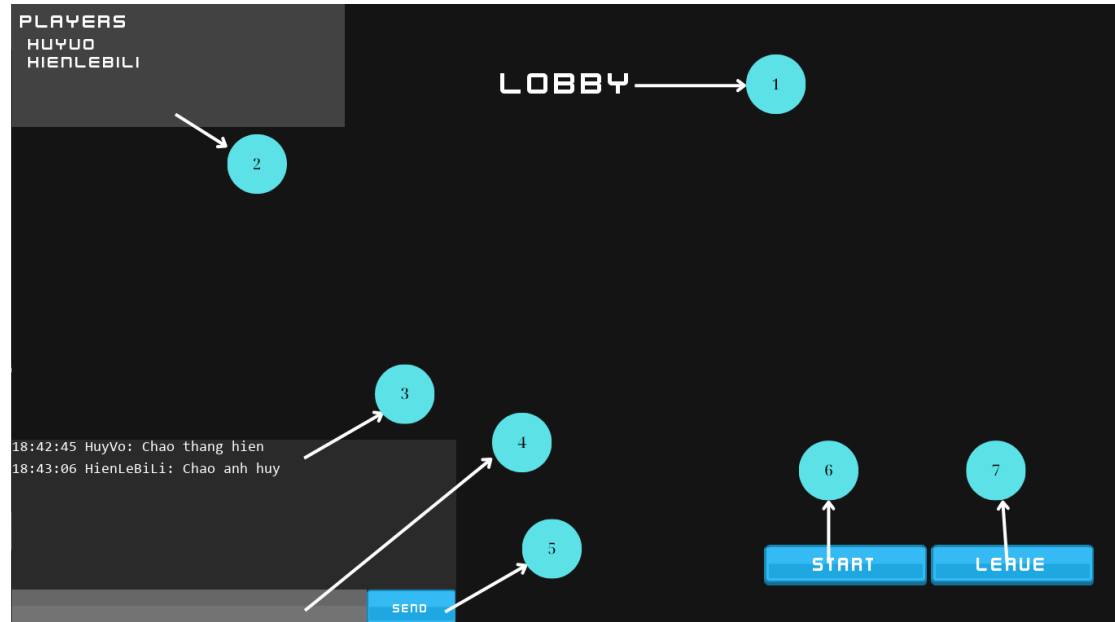 PLAYERS
HUYVO
HIENLEBILI
LOBBY
1
2
3
18:42:45 HuyVo: Chao thang hien
18:43:06 HienLeBiLi: Chao anh huy
4
5
6
7
START
LEAVE
SEND